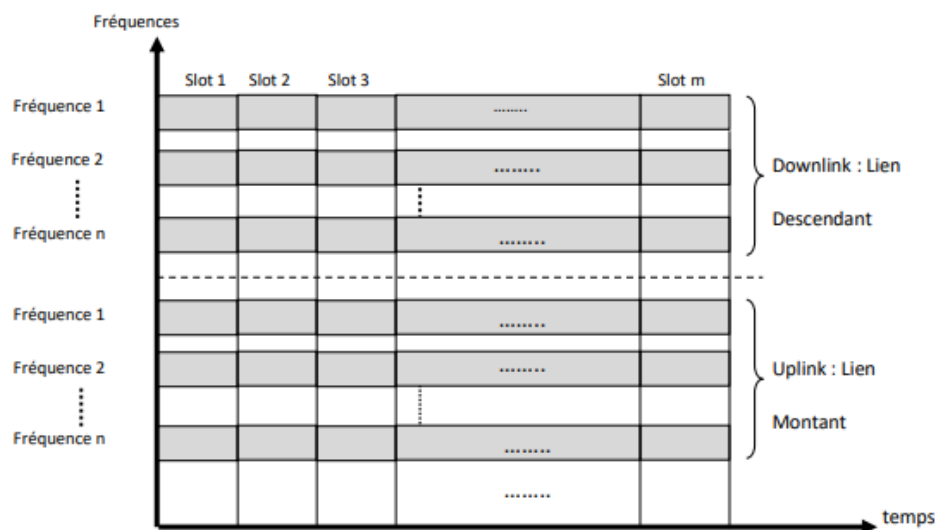 Fréquences
Slot 1 Slot 2 Slot 3 Slot m
Fréquence 1 ........
Fréquence 2 ........
Downlink : Lien
Descendant
Fréquence n ........
Fréquence 1 ........
Fréquence 2 ........
Uplink : Lien
Montant
Fréquence n ........
........
temps